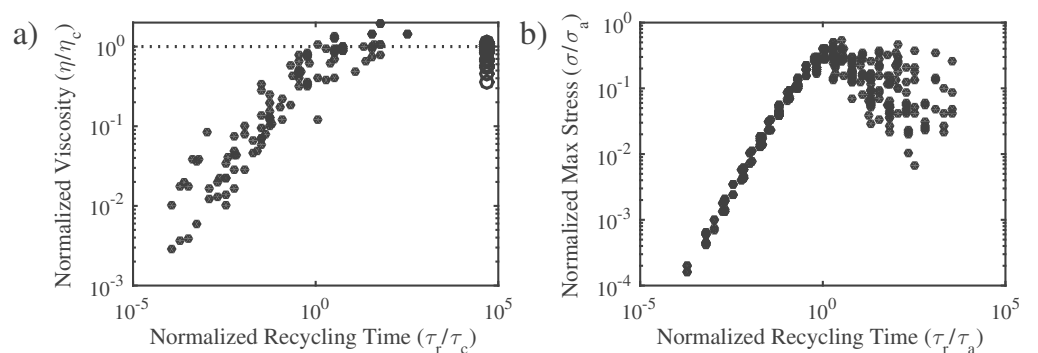 a)
Normalized Viscosity (η/η_c)
10^0
10^-1
10^-2
10^-3
10^-5
10^0
10^5
Normalized Recycling Time (τ_r/τ_c)
b)
Normalized Max Stress (σ/σ_a)
10^0
10^-1
10^-2
10^-3
10^-4
10^-5
10^0
10^5
Normalized Recycling Time (τ_r/τ_a)